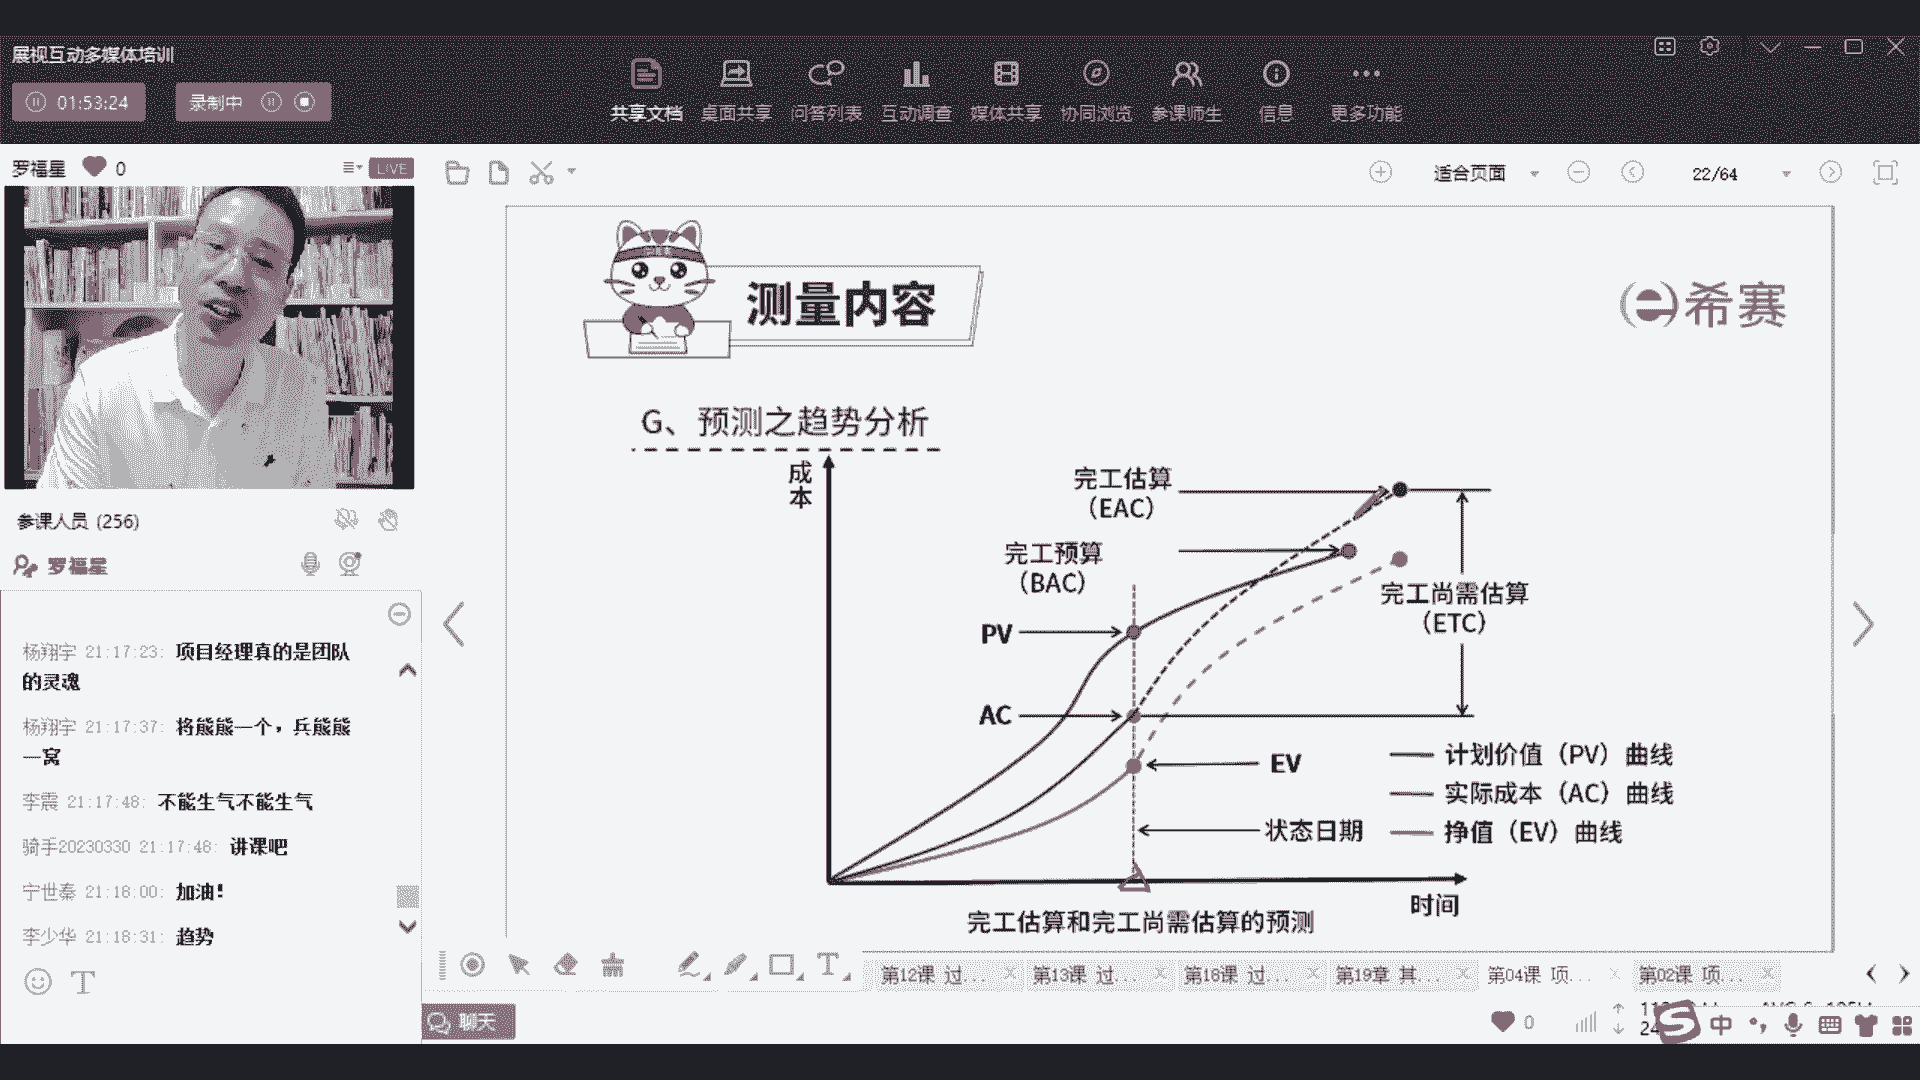 展视互动多媒体培训
01:53:24
录制中
共享文档
桌面共享
问答列表
互动调查
媒体共享
协同浏览
参课师生
信息
更多功能
罗福星
0
LIVE
适合页面
22/64
测量内容
希赛
G、预测之趋势分析
成本
完工估算
（EAC）
完工预算
（BAC）
完工尚需估算
（ETC）
PV
AC
EV
状态日期
计划价值（PV）曲线
实际成本（AC）曲线
挣值（EV）曲线
时间
完工估算和完工尚需估算的预测
参课人员 (256)
罗福星
杨翔宇 21:17:23: 项目经理真的是团队
的灵魂
杨翔宇 21:17:37: 将熊熊一个，兵熊熊
一窝
李震 21:17:48: 不能生气不能生气
骑手20230330 21:17:48: 讲课吧
宁世秦 21:18:00: 加油!
李少华 21:18:31: 趋势
第12课 过...
第13课 过...
第18课 过...
第19章 其...
第04课 项...
第02课 项...
聊天
0
中